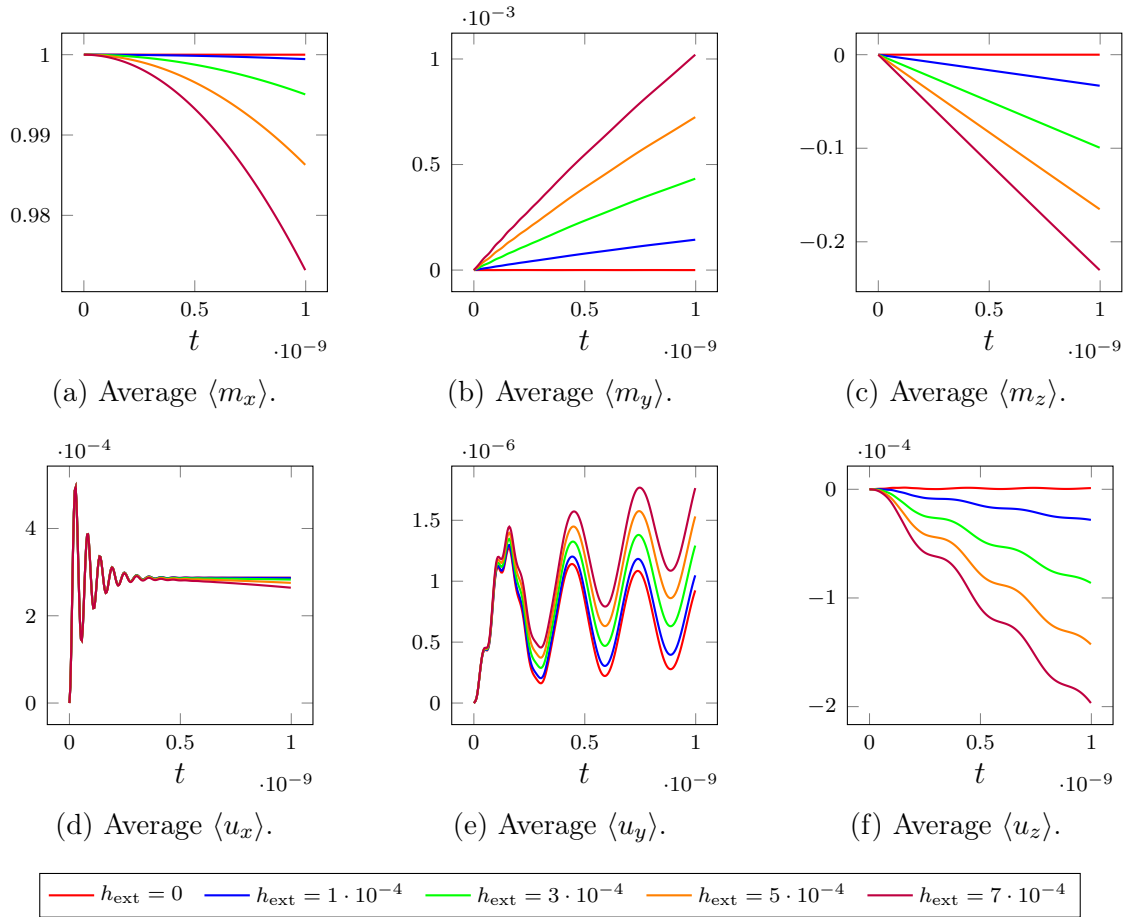 ·10⁻³
1
0.99
0.98
0 0.5 1
t
·10⁻⁹
1
0.5
0
0 0.5 1
t
·10⁻⁹
0
−0.1
−0.2
0 0.5 1
t
·10⁻⁹
(a) Average ⟨mₓ⟩.
(b) Average ⟨m_y⟩.
(c) Average ⟨m_z⟩.
·10⁻⁴
4
2
0
0 0.5 1
t
·10⁻⁹
·10⁻⁶
1.5
1
0.5
0
0 0.5 1
t
·10⁻⁹
·10⁻⁴
0
−1
−2
0 0.5 1
t
·10⁻⁹
(d) Average ⟨uₓ⟩.
(e) Average ⟨u_y⟩.
(f) Average ⟨u_z⟩.
h_ext = 0 h_ext = 1 · 10⁻⁴ h_ext = 3 · 10⁻⁴ h_ext = 5 · 10⁻⁴ h_ext = 7 · 10⁻⁴